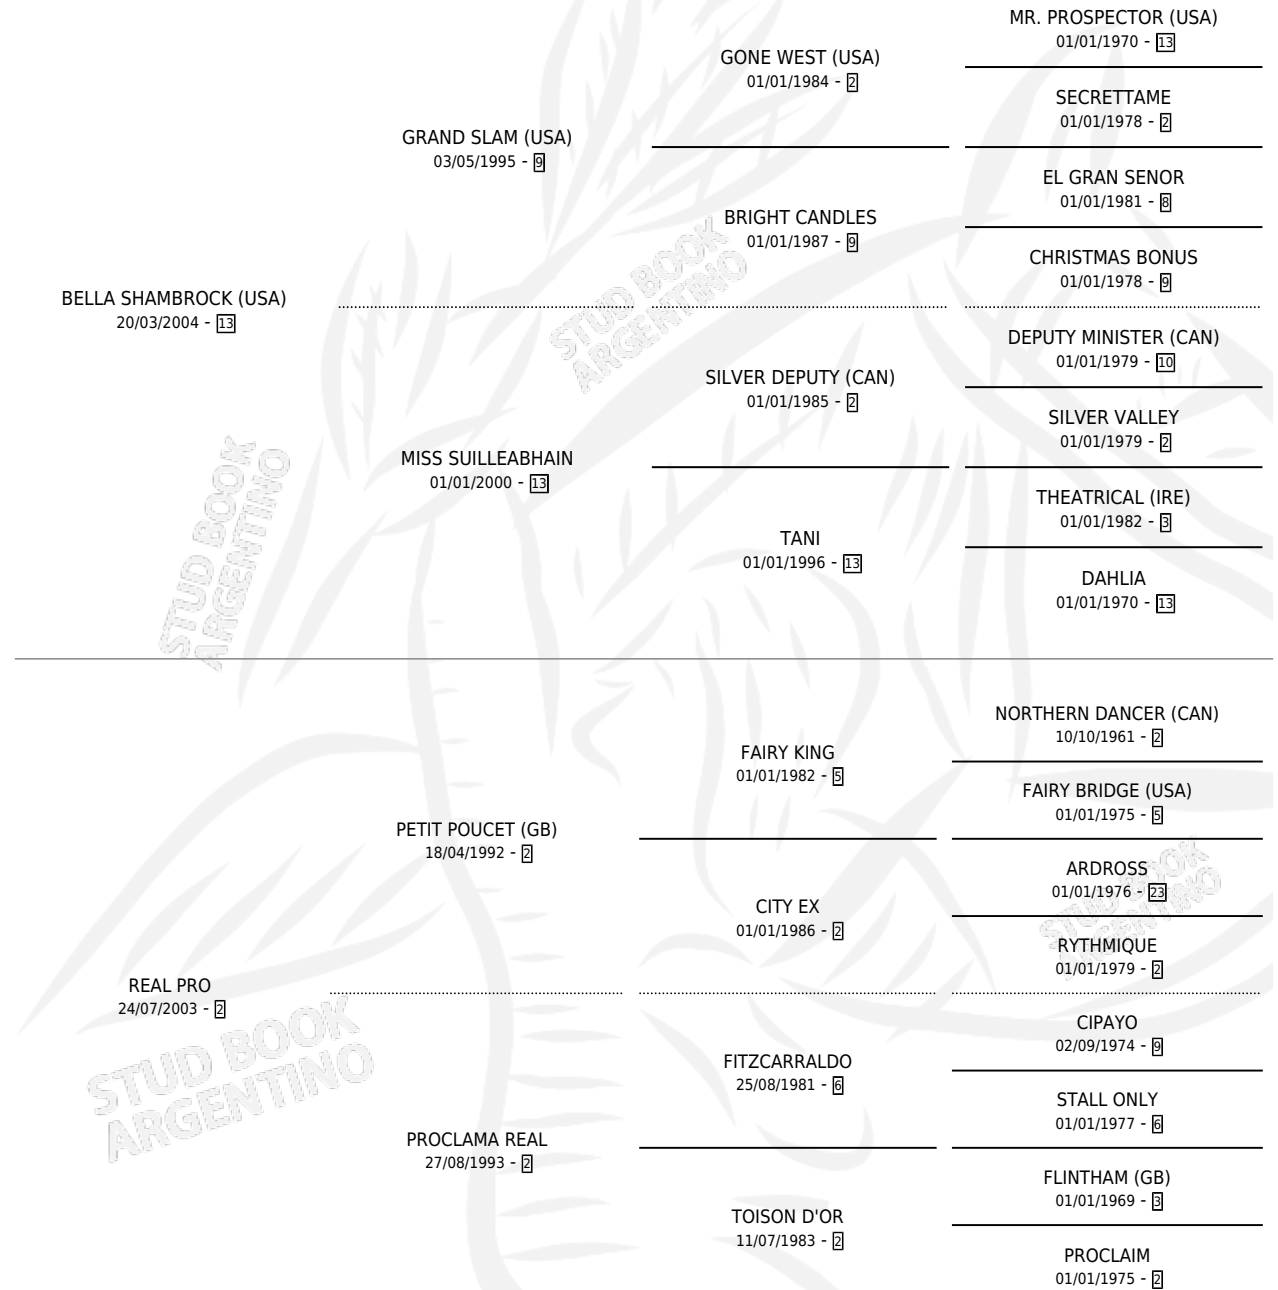 MR. PROSPECTOR (USA)
01/01/1970 - 13
GONE WEST (USA)
01/01/1984 - 2
SECRETTAME
01/01/1978 - 2
GRAND SLAM (USA)
03/05/1995 - 9
EL GRAN SENOR
01/01/1981 - 8
BRIGHT CANDLES
01/01/1987 - 9
CHRISTMAS BONUS
01/01/1978 - 9
BELLA SHAMBROCK (USA)
20/03/2004 - 13
DEPUTY MINISTER (CAN)
01/01/1979 - 10
SILVER DEPUTY (CAN)
01/01/1985 - 2
SILVER VALLEY
01/01/1979 - 2
MISS SUILLEABHAIN
01/01/2000 - 13
THEATRICAL (IRE)
01/01/1982 - 3
TANI
01/01/1996 - 13
DAHLIA
01/01/1970 - 13
NORTHERN DANCER (CAN)
10/10/1961 - 2
FAIRY KING
01/01/1982 - 5
FAIRY BRIDGE (USA)
01/01/1975 - 5
PETIT POUCET (GB)
18/04/1992 - 2
ARDROSS
01/01/1976 - 23
CITY EX
01/01/1986 - 2
RYTHMIQUE
01/01/1979 - 2
REAL PRO
24/07/2003 - 2
CIPAYO
02/09/1974 - 9
FITZCARRALDO
25/08/1981 - 6
STALL ONLY
01/01/1977 - 6
PROCLAMA REAL
27/08/1993 - 2
FLINTHAM (GB)
01/01/1969 - 3
TOISON D'OR
11/07/1983 - 2
PROCLAIM
01/01/1975 - 2
STUD BOOK
ARGENTINO
STUD BOOK
ARGENTINO
STUD BOOK
ARGENTINO
STUD BOOK
ARGENTINO